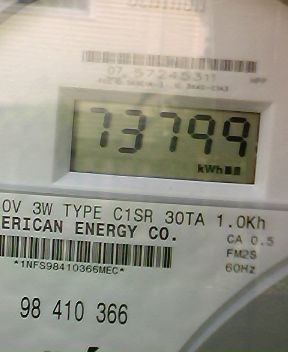 07 57245311
73799
kWh
0V 3W TYPE C1SR 30TA 1.0Kh
ERICAN ENERGY CO.
CA 0.5
FM2S
60Hz
*1NFS98410366MEC*
98 410 366